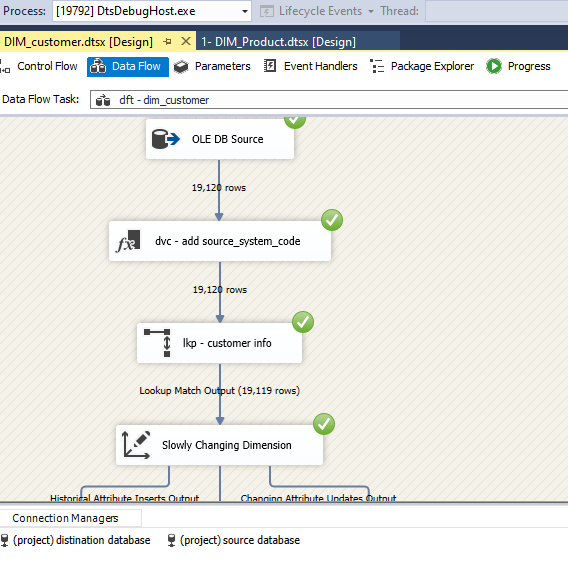 Process: [19792] DtsDebugHost.exe Lifecycle Events Thread:
DIM_customer.dtsx [Design] 1- DIM_Product.dtsx [Design]
Control Flow Data Flow Parameters Event Handlers Package Explorer Progress
Data Flow Task: dft - dim_customer
OLE DB Source
19,120 rows
dvc - add source_system_code
19,120 rows
lkp - customer info
Lookup Match Output (19,119 rows)
Slowly Changing Dimension
Historical Attribute Inserts Output Changing Attribute Updates Output
Connection Managers
(project) distination database (project) source database